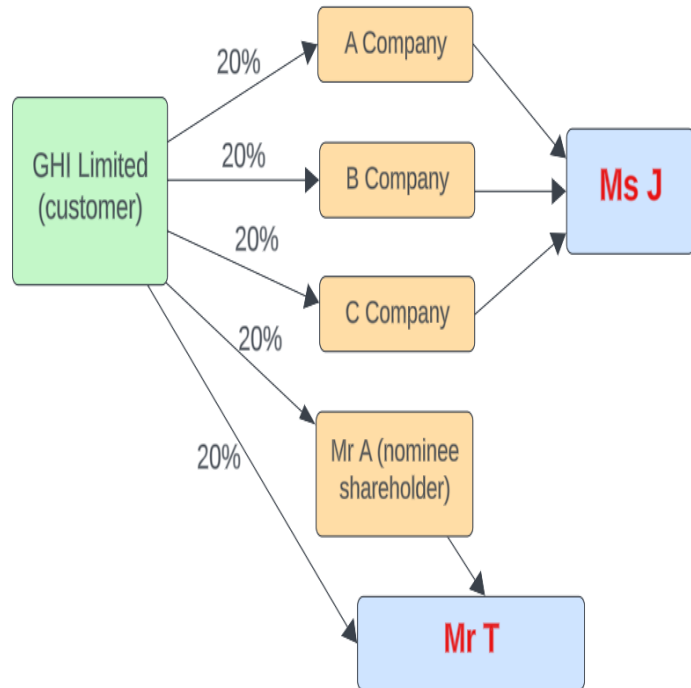 GHI Limited
(customer)
20%
A Company
20%
B Company
20%
C Company
20%
Mr A (nominee
shareholder)
20%
Ms J
Mr T